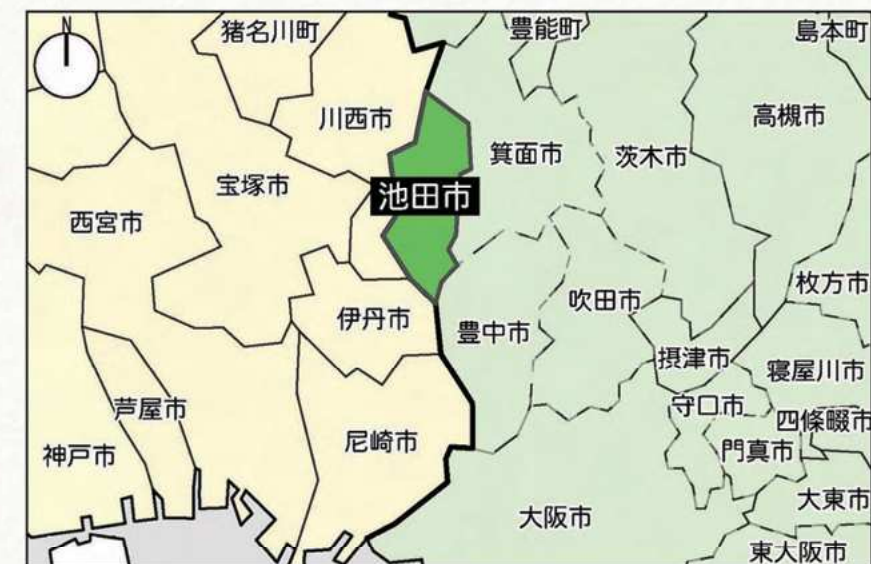 N
猪名川町
豊能町
島本町
川西市
高槻市
箕面市
茨木市
宝塚市
池田市
西宮市
枚方市
吹田市
伊丹市
豊中市
摂津市
寝屋川市
芦屋市
守口市
四條畷市
尼崎市
神戸市
門真市
大東市
大阪市
東大阪市